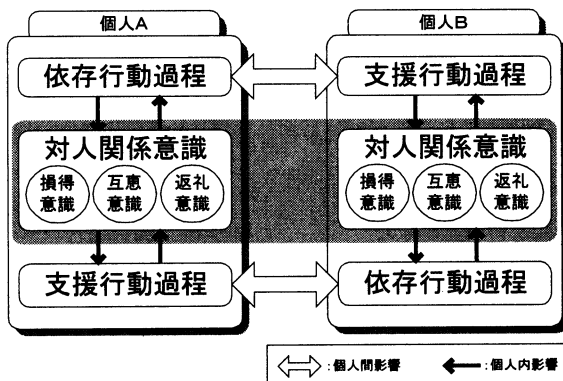 個人A
依存行動過程
対人関係意識
損得
意識
互恵
意識
返礼
意識
支援行動過程
個人B
支援行動過程
対人関係意識
損得
意識
互恵
意識
返礼
意識
依存行動過程
:個人間影響
:個人内影響